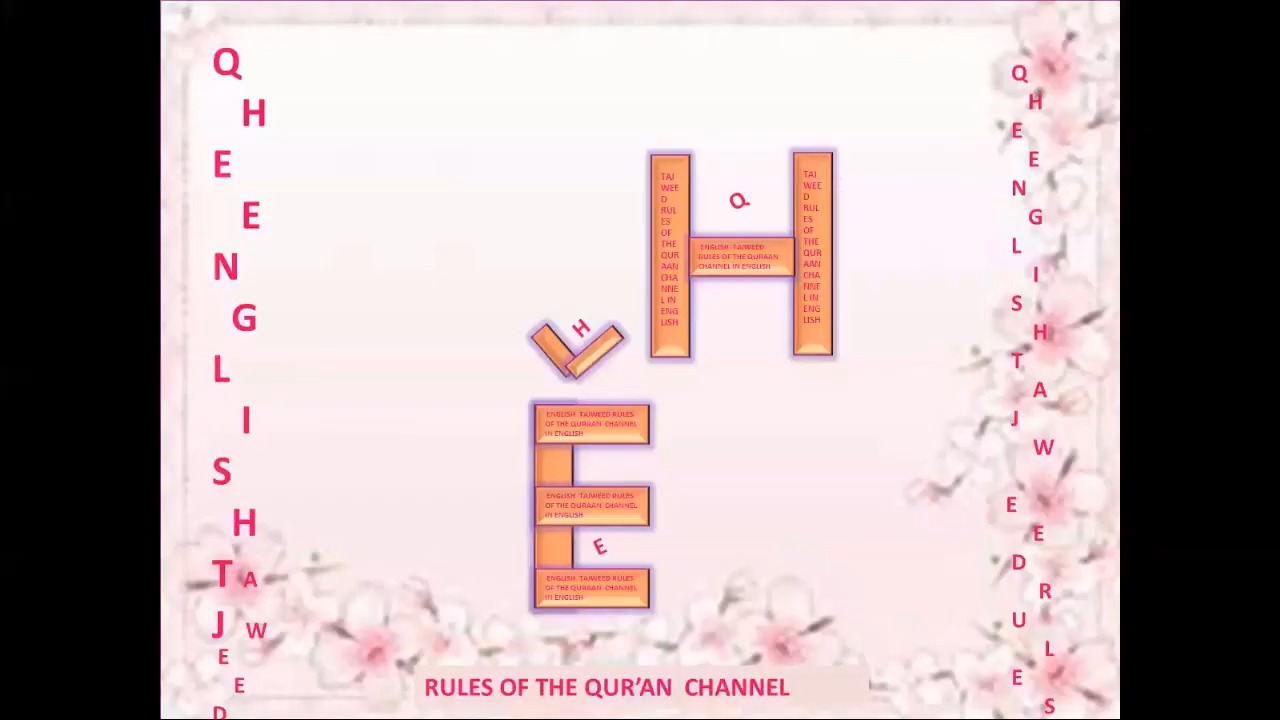 Q
H
E
E
N
G
L
I
S
H
T A
J W
E
E
D
TAJ
WEE
D
RUL
ES
OF
THE
QUR
AAN
CHA
NNE
L IN
ENG
LISH
Q
ENGLISH TAJWEED
RULES OF THE QURAAN
CHANNEL IN ENGLISH
TAJ
WEE
D
RUL
ES
OF
THE
QUR
AAN
CHA
NNE
L IN
ENG
LISH
H
ENGLISH TAJWEED RULES
OF THE QURAAN CHANNEL
IN ENGLISH
ENGLISH TAJWEED RULES
OF THE QURAAN CHANNEL
IN ENGLISH
E
ENGLISH TAJWEED RULES
OF THE QURAAN CHANNEL
IN ENGLISH
RULES OF THE QUR’AN CHANNEL
Q
H
E
E
N
G
L
I
S
H
T
A
J
W
E
E
D
R
U
L
E
S